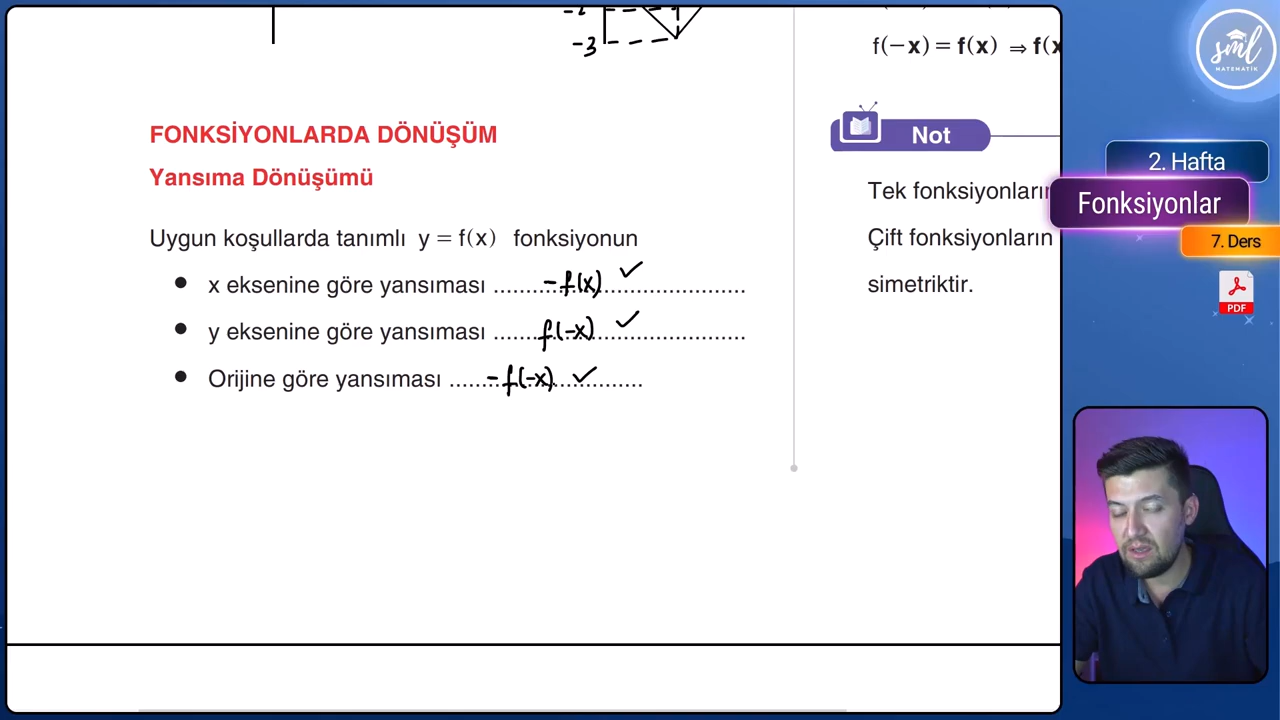 -3
FONKSİYONLARDA DÖNÜŞÜM
Yansıma Dönüşümü
Uygun koşullarda tanımlı y = f(x) fonksiyonun
• x eksenine göre yansıması ........-f(x)........ ✓
• y eksenine göre yansıması ........f(-x)........ ✓
• Orijine göre yansıması ......-f(-x)........ ✓
f(-x) = f(x) ⇒ f(x
Not
Tek fonksiyonların
Çift fonksiyonların
simetriktir.
sml
MATEMATİK
2. Hafta
Fonksiyonlar
7. Ders
PDF